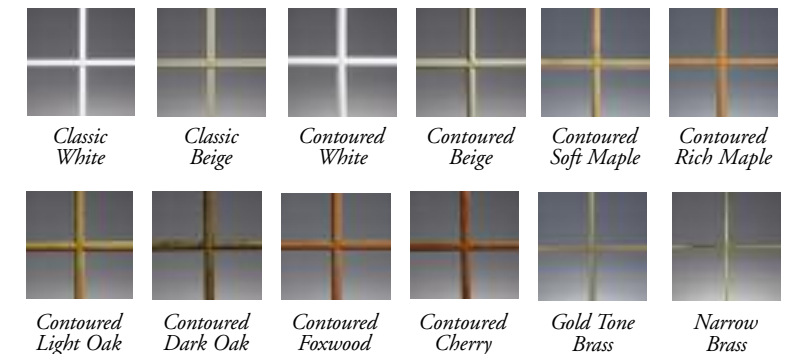 Classic
White
Classic
Beige
Contoured
White
Contoured
Beige
Contoured
Soft Maple
Contoured
Rich Maple
Contoured
Light Oak
Contoured
Dark Oak
Contoured
Foxwood
Contoured
Cherry
Gold Tone
Brass
Narrow
Brass